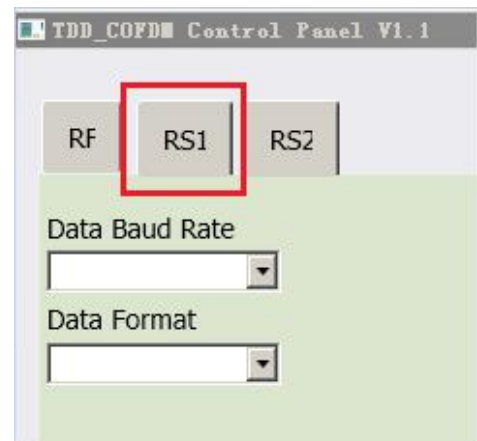 TDD_COFDM Control Panel V1.1
RF RS1 RS2
Data Baud Rate
Data Format